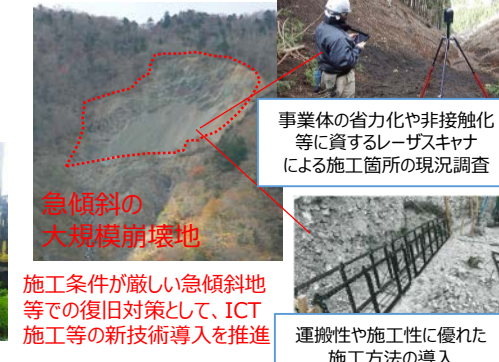 急傾斜の
大規模崩壊地
施工条件が厳しい急傾斜地
等での復旧対策として、ICT
施工等の新技術導入を推進
事業体の省力化や非接触化
等に資するレーザスキャナ
による施工箇所の現況調査
運搬性や施工性に優れた
施工方法の導入